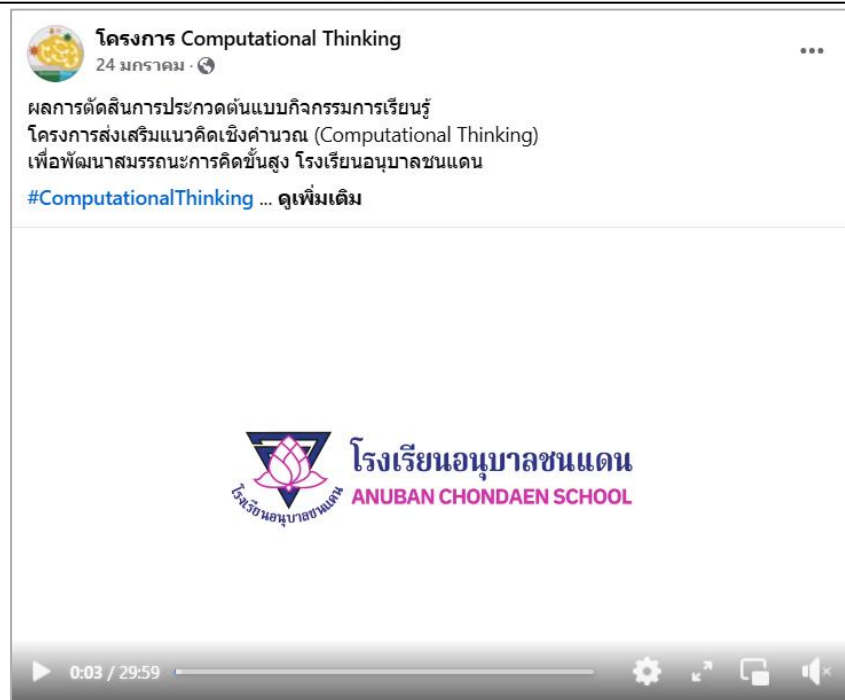 โครงการ Computational Thinking
24 มกราคม ·
ผลการตัดสินการประกวดต้นแบบกิจกรรมการเรียนรู้
โครงการส่งเสริมแนวคิดเชิงคำนวณ (Computational Thinking)
เพื่อพัฒนาสมรรถนะการคิดขั้นสูง โรงเรียนอนุบาลชนแดน
#ComputationalThinking ... ดูเพิ่มเติม
โรงเรียนอนุบาลชนแดน
ANUBAN CHONDAEN SCHOOL
โรงเรียนอนุบาลชนแดน
0:03 / 29:59